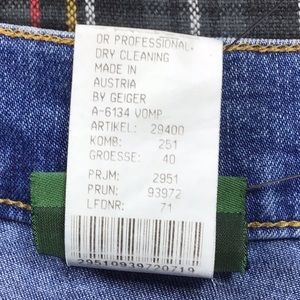 OR PROFESSIONAL
DRY CLEANING
MADE IN
AUSTRIA
BY GEIGER
A-6134 VOMP
ARTIKEL: 29400
KOMB: 251
GROESSE: 40
PRJM: 2951
PRUN: 93972
LFDNR: 71
29510939720719